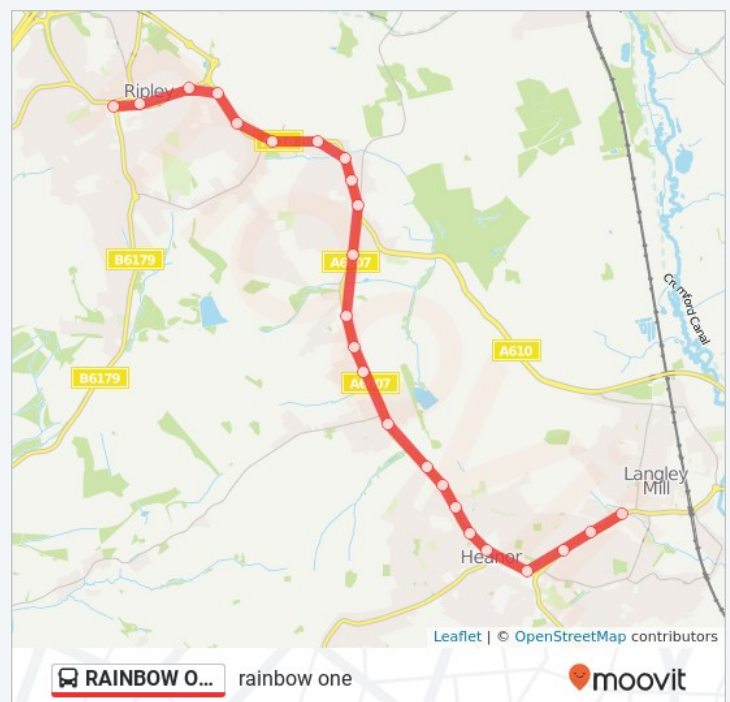 Ripley
B6179
A6007
A610
Cromford Canal
B6179
A6007
Langley
Mill
Heanor
Leaflet | © OpenStreetMap contributors
RAINBOW O...
rainbow one
moovit